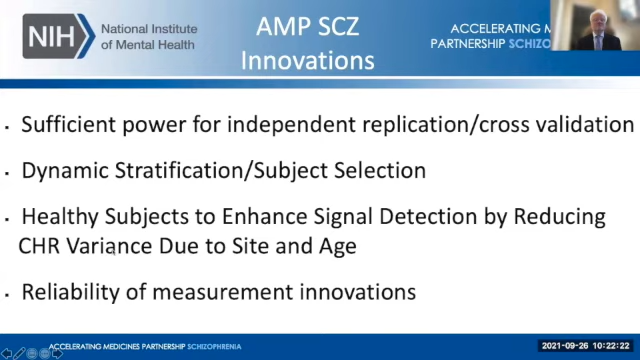 NIH
National Institute
of Mental Health
AMP SCZ
Innovations
ACCELERATING
PARTNERSHIP
• Sufficient power for independent replication/cross validation
• Dynamic Stratification/Subject Selection
• Healthy Subjects to Enhance Signal Detection by Reducing
CHR Variance Due to Site and Age
• Reliability of measurement innovations
ACCELERATING MEDICINES PARTNERSHIP SCHIZOPHRENIA
2021-09-26 10:22:22